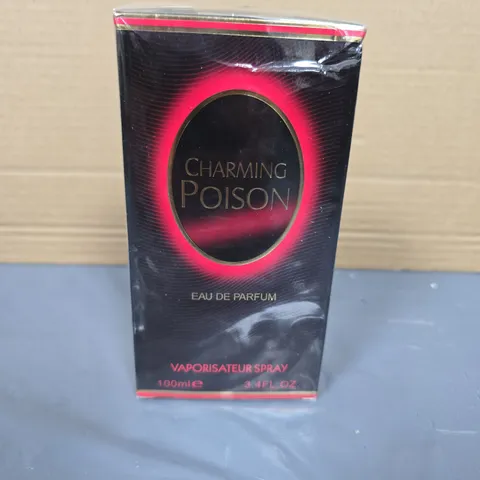 CHARMING
POISON
EAU DE PARFUM
VAPORISATEUR SPRAY
100ml e 3.4FL.OZ